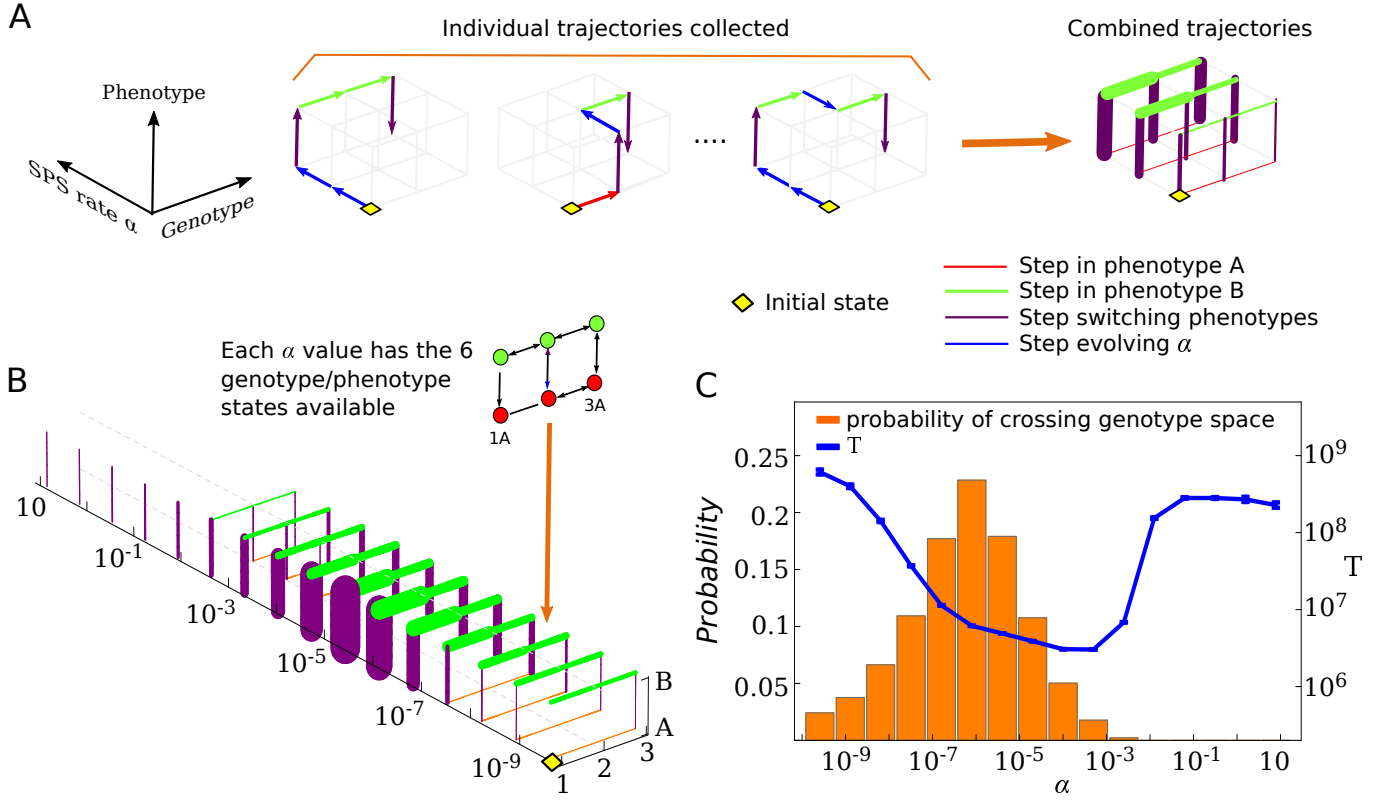 A
Individual trajectories collected
Combined trajectories
Phenotype
SPS rate α
Genotype
....
Initial state
Step in phenotype A
Step in phenotype B
Step switching phenotypes
Step evolving α
B
Each α value has the 6
genotype/phenotype
states available
1A
3A
10
10⁻¹
10⁻³
10⁻⁵
10⁻⁷
10⁻⁹
B
A
1
2
3
C
probability of crossing genotype space
T
Probability
0.25
0.2
0.15
0.1
0.05
10⁹
10⁸
10⁷
10⁶
T
10⁻⁹
10⁻⁷
10⁻⁵
10⁻³
10⁻¹
10
α